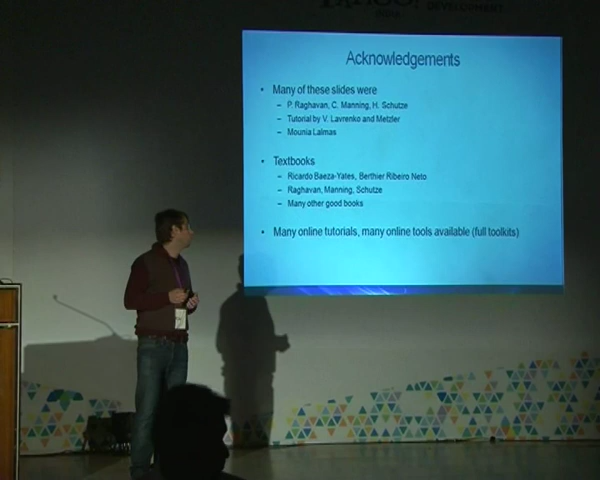 DEVELOPMENT
Acknowledgements
• Many of these slides were
– P. Raghavan, C. Manning, H. Schutze
– Tutorial by V. Lavrenko and Metzler
– Mounia Lalmas
• Textbooks
– Ricardo Baeza-Yates, Berthier Ribeiro Neto
– Raghavan, Manning, Schutze
– Many other good books
• Many online tutorials, many online tools available (full toolkits)